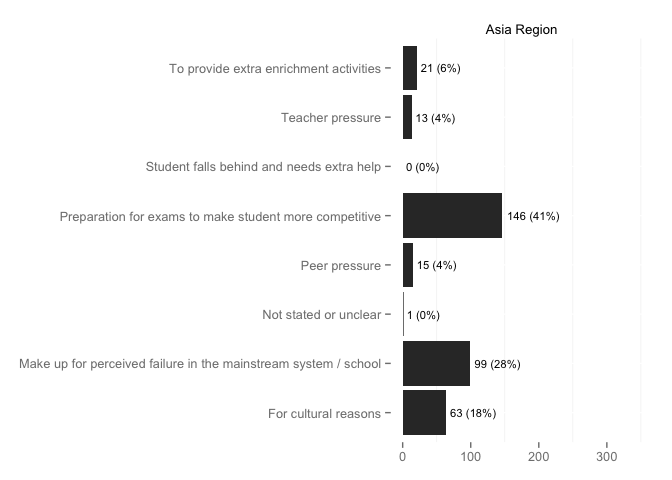 Asia Region
To provide extra enrichment activities 21 (6%)
Teacher pressure 13 (4%)
Student falls behind and needs extra help 0 (0%)
Preparation for exams to make student more competitive 146 (41%)
Peer pressure 15 (4%)
Not stated or unclear 1 (0%)
Make up for perceived failure in the mainstream system / school 99 (28%)
For cultural reasons 63 (18%)
0 100 200 300